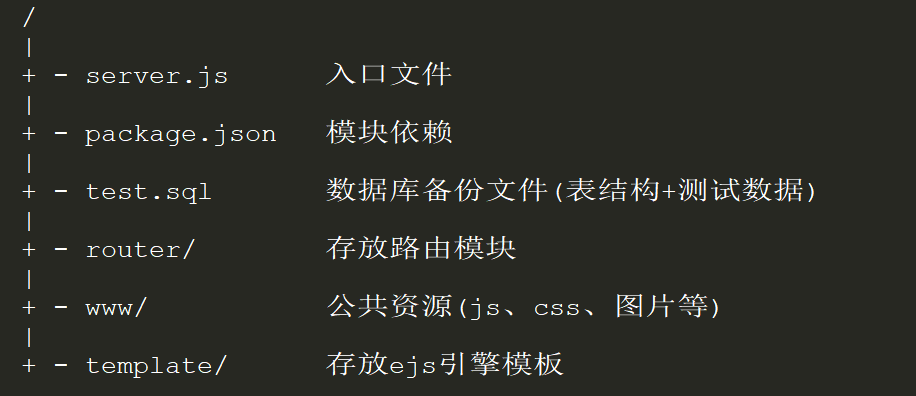 /
|
+ - server.js 入口文件
|
+ - package.json 模块依赖
|
+ - test.sql 数据库备份文件(表结构+测试数据)
|
+ - router/ 存放路由模块
|
+ - www/ 公共资源(js、css、图片等)
|
+ - template/ 存放ejs引擎模板